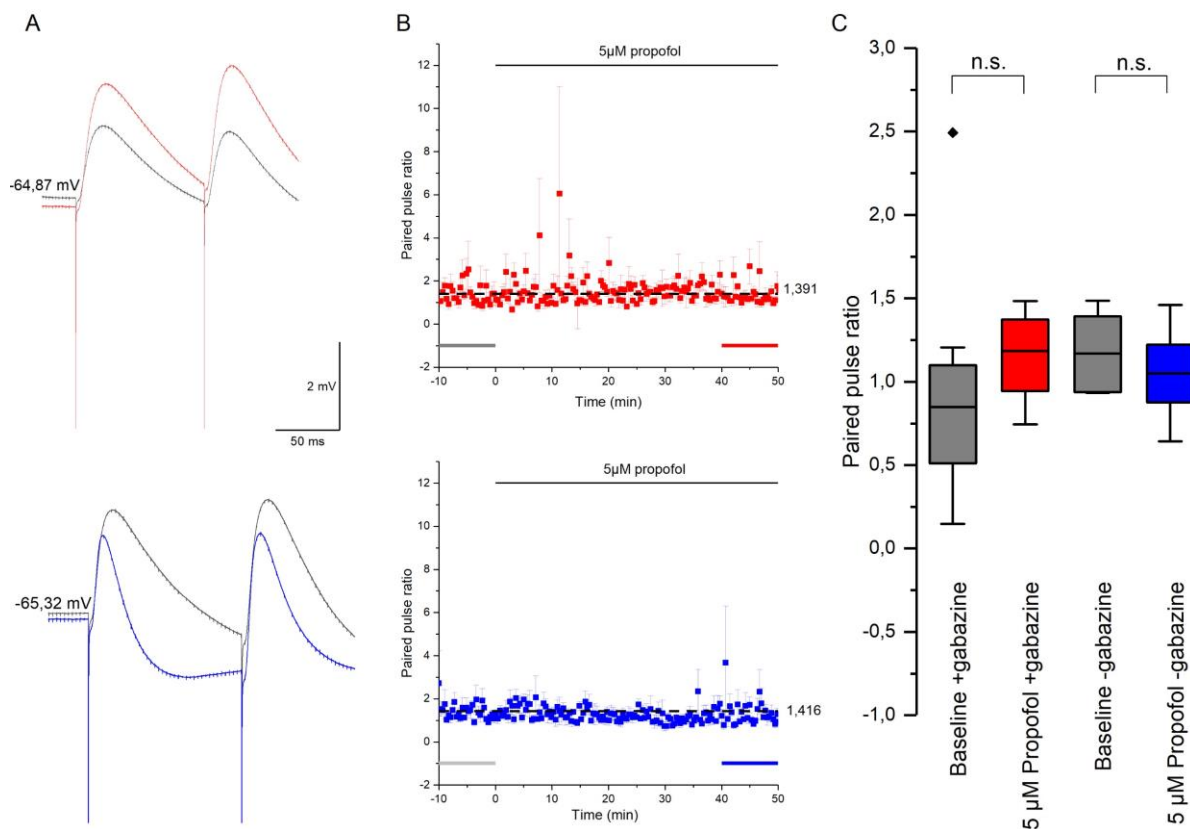 A
-64,87 mV
2 mV
50 ms
-65,32 mV
B
5µM propofol
12
10
8
6
4
2
0
-2
Paired pulse ratio
1,391
-10 0 10 20 30 40 50
Time (min)
5µM propofol
12
10
8
6
4
2
0
-2
Paired pulse ratio
1,416
-10 0 10 20 30 40 50
Time (min)
C
3,0
2,5
2,0
1,5
1,0
0,5
0,0
-0,5
-1,0
Paired pulse ratio
n.s.
n.s.
Baseline +gabazine
5 µM Propofol +gabazine
Baseline -gabazine
5 µM Propofol -gabazine